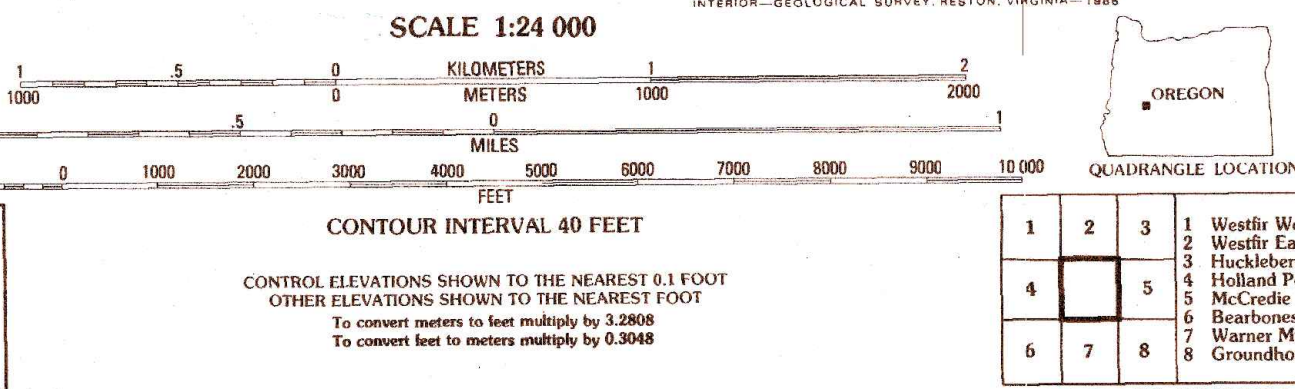 INTERIOR—GEOLOGICAL SURVEY, RESTON, VIRGINIA—1986
SCALE 1:24 000
1 .5 0 KILOMETERS 1 2
1000 0 METERS 1000 2000
.5 0 1
MILES
0 1000 2000 3000 4000 5000 6000 7000 8000 9000 10 000
FEET
OREGON
QUADRANGLE LOCATION
CONTOUR INTERVAL 40 FEET
CONTROL ELEVATIONS SHOWN TO THE NEAREST 0.1 FOOT
OTHER ELEVATIONS SHOWN TO THE NEAREST FOOT
To convert meters to feet multiply by 3.2808
To convert feet to meters multiply by 0.3048
1 2 3
4 5
6 7 8
1 Westfir
2 Westfir
3
4 Holland
5 McCredie
6
7 Warner
8